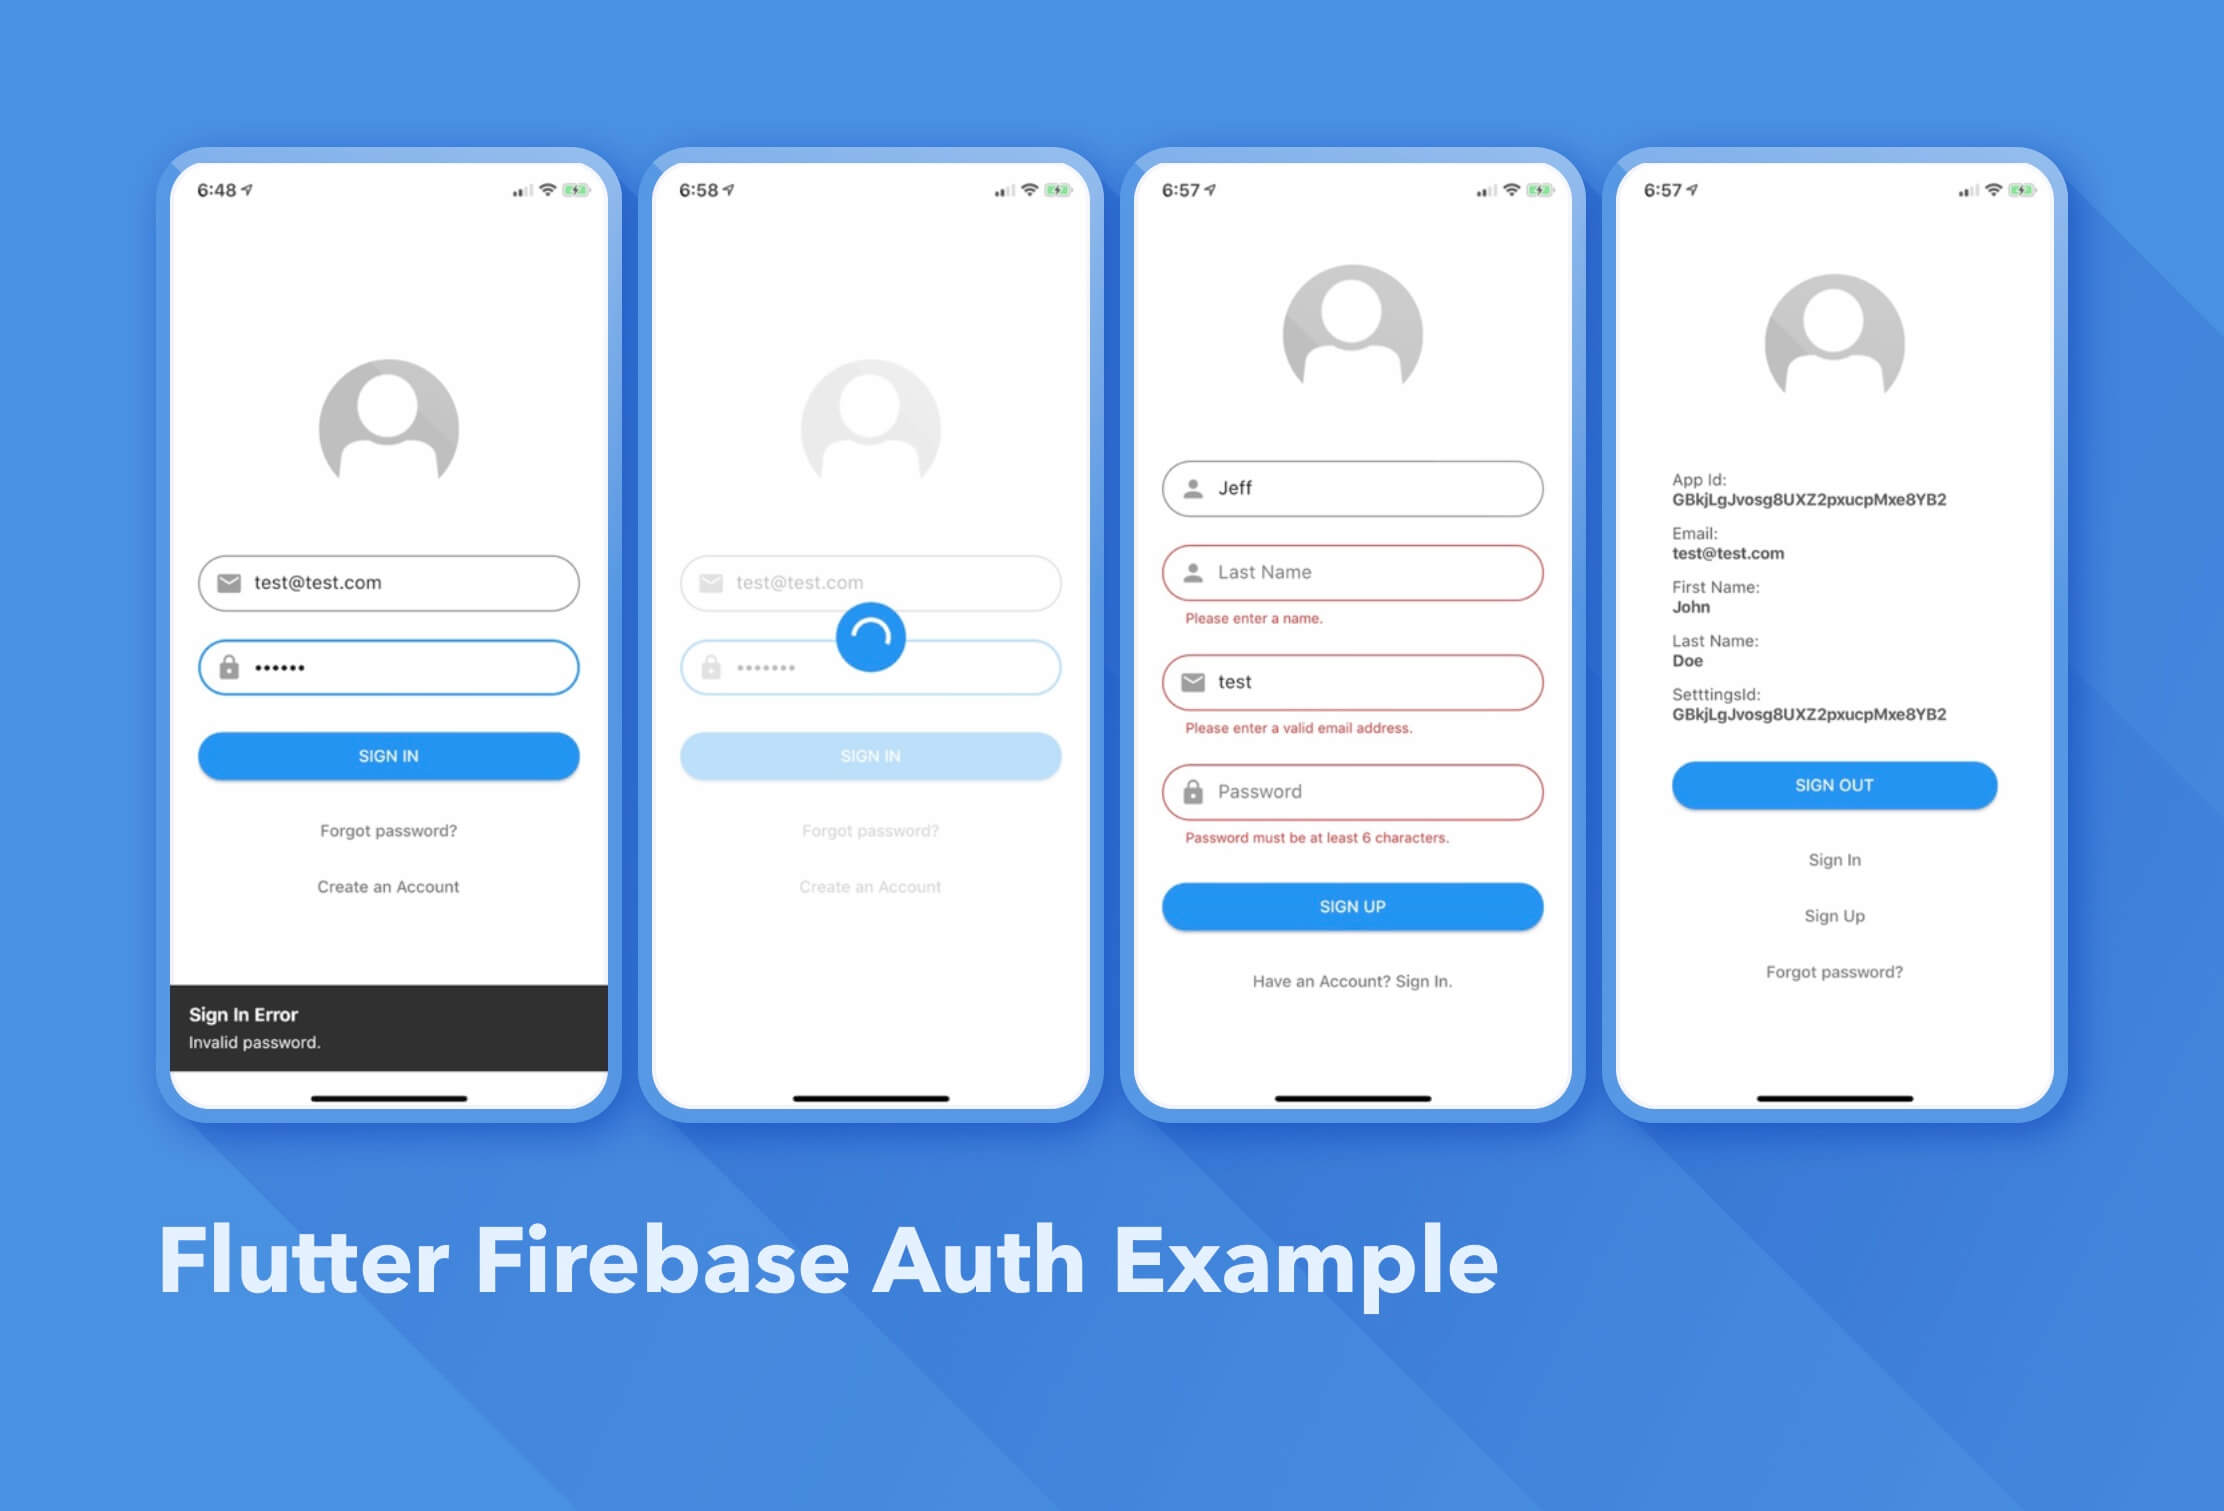 6:48
test@test.com
••••••
SIGN IN
Forgot password?
Create an Account
Sign In Error
Invalid password.
6:58
test@test.com
•••••••
SIGN IN
Forgot password?
Create an Account
6:57
Jeff
Last Name
Please enter a name.
test
Please enter a valid email address.
Password
Password must be at least 6 characters.
SIGN UP
Have an Account? Sign In.
6:57
App Id:
GBkjLgJvosg8UXZ2pxucpMxe8YB2
Email:
test@test.com
First Name:
John
Last Name:
Doe
SetttingsId:
GBkjLgJvosg8UXZ2pxucpMxe8YB2
SIGN OUT
Sign In
Sign Up
Forgot password?
Flutter Firebase Auth Example